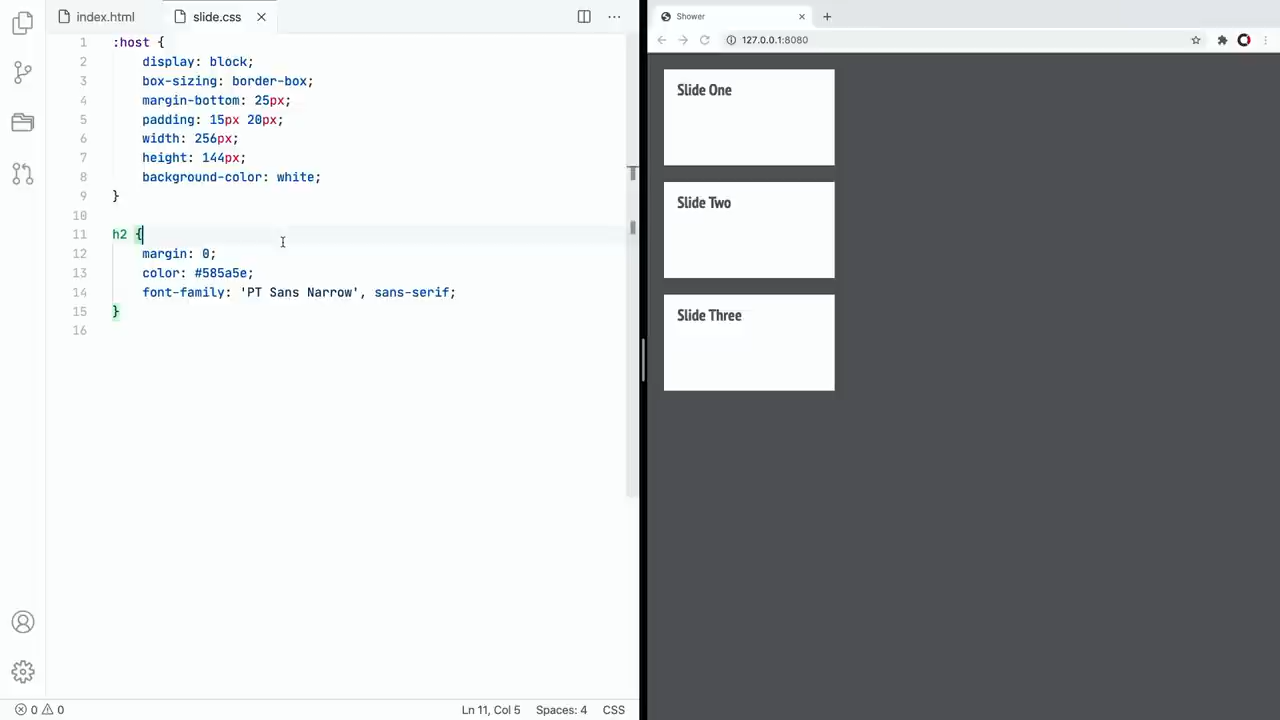 index.html
slide.css
1 :host {
2 display: block;
3 box-sizing: border-box;
4 margin-bottom: 25px;
5 padding: 15px 20px;
6 width: 256px;
7 height: 144px;
8 background-color: white;
9 }
10
11 h2 {
12 margin: 0;
13 color: #585a5e;
14 font-family: 'PT Sans Narrow', sans-serif;
15 }
16
0 0
Ln 11, Col 5 Spaces: 4 CSS
Shower
127.0.0.1:8080
Slide One
Slide Two
Slide Three